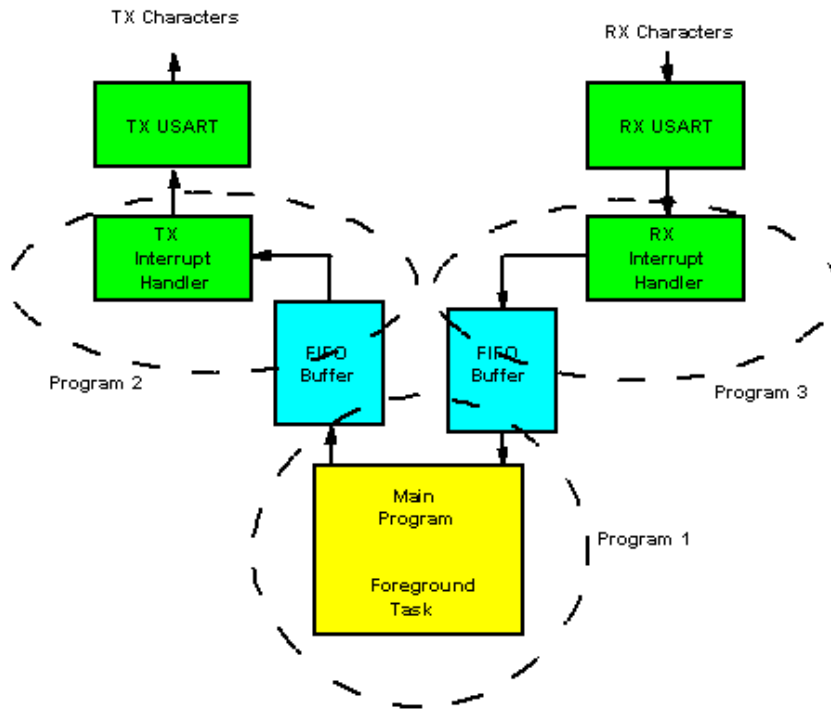 TX Characters
RX Characters
TX USART
RX USART
TX
Interrupt
Handler
RX
Interrupt
Handler
FIFO
Buffer
FIFO
Buffer
Program 2
Program 3
Main
Program
Program 1
Foreground
Task